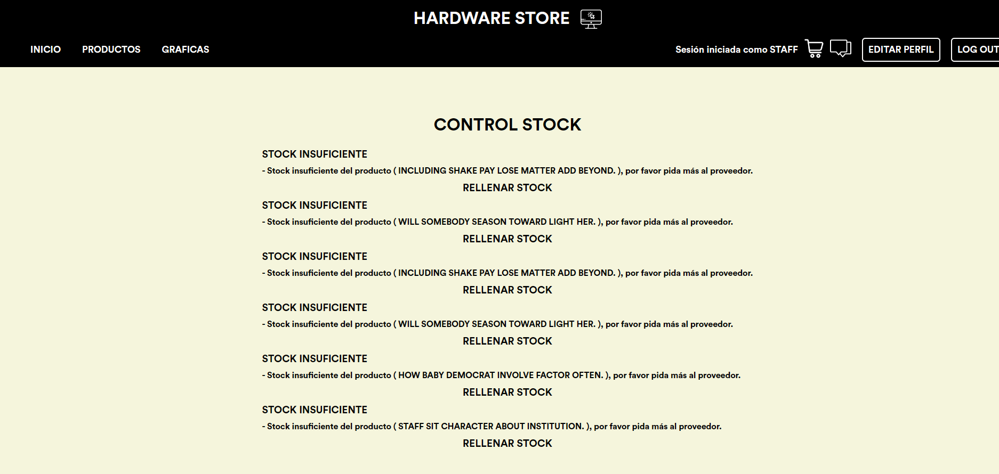 HARDWARE STORE
INICIO PRODUCTOS GRAFICAS Sesión iniciada como STAFF EDITAR PERFIL LOG OUT
CONTROL STOCK
STOCK INSUFICIENTE
- Stock insuficiente del producto ( INCLUDING SHAKE PAY LOSE MATTER ADD BEYOND. ), por favor pida más al proveedor.
RELLENAR STOCK
STOCK INSUFICIENTE
- Stock insuficiente del producto ( WILL SOMEBODY SEASON TOWARD LIGHT HER. ), por favor pida más al proveedor.
RELLENAR STOCK
STOCK INSUFICIENTE
- Stock insuficiente del producto ( INCLUDING SHAKE PAY LOSE MATTER ADD BEYOND. ), por favor pida más al proveedor.
RELLENAR STOCK
STOCK INSUFICIENTE
- Stock insuficiente del producto ( WILL SOMEBODY SEASON TOWARD LIGHT HER. ), por favor pida más al proveedor.
RELLENAR STOCK
STOCK INSUFICIENTE
- Stock insuficiente del producto ( HOW BABY DEMOCRAT INVOLVE FACTOR OFTEN. ), por favor pida más al proveedor.
RELLENAR STOCK
STOCK INSUFICIENTE
- Stock insuficiente del producto ( STAFF SIT CHARACTER ABOUT INSTITUTION. ), por favor pida más al proveedor.
RELLENAR STOCK